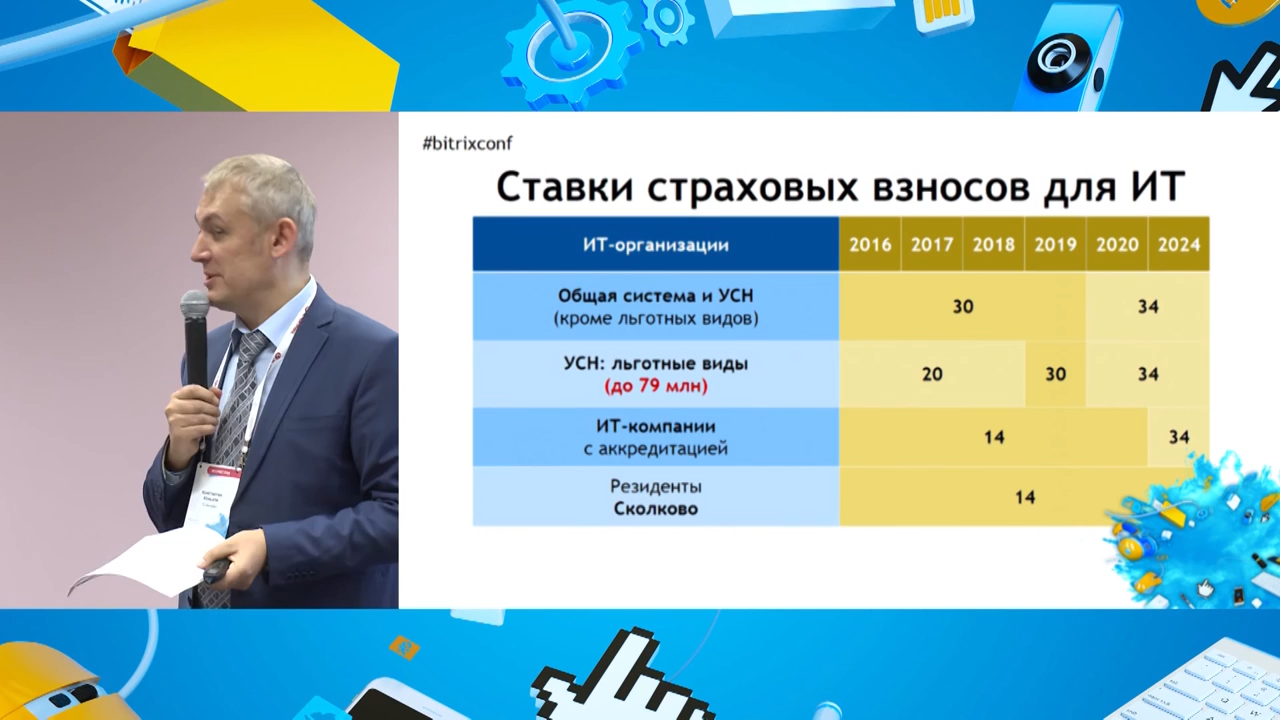 #bitrixconf
Ставки страховых взносов для ИТ
ИТ-организации 2016 2017 2018 2019 2020 2024
Общая система и УСН
(кроме льготных видов)
30 34
УСН: льготные виды
(до 79 млн)
20 30 34
ИТ-компании
с аккредитацией
14 34
Резиденты
Сколково
14